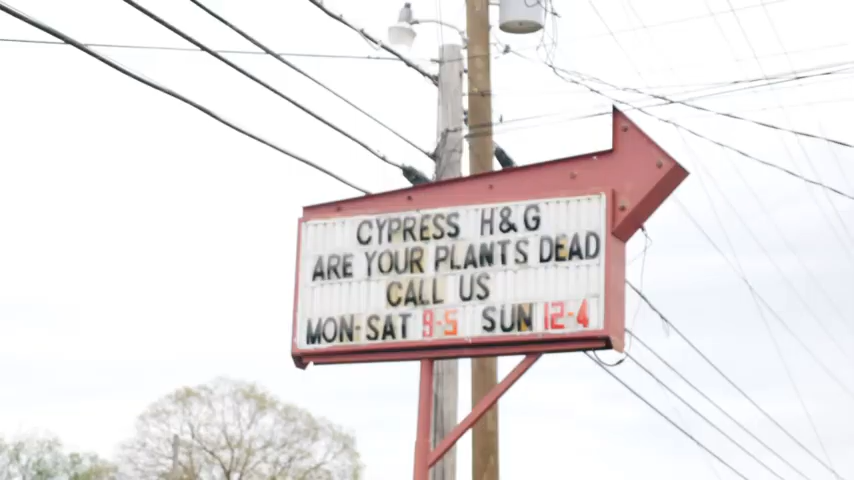 CYPRESS H&G
ARE YOUR PLANTS DEAD
CALL US
MON-SAT 9-5 SUN 12-4